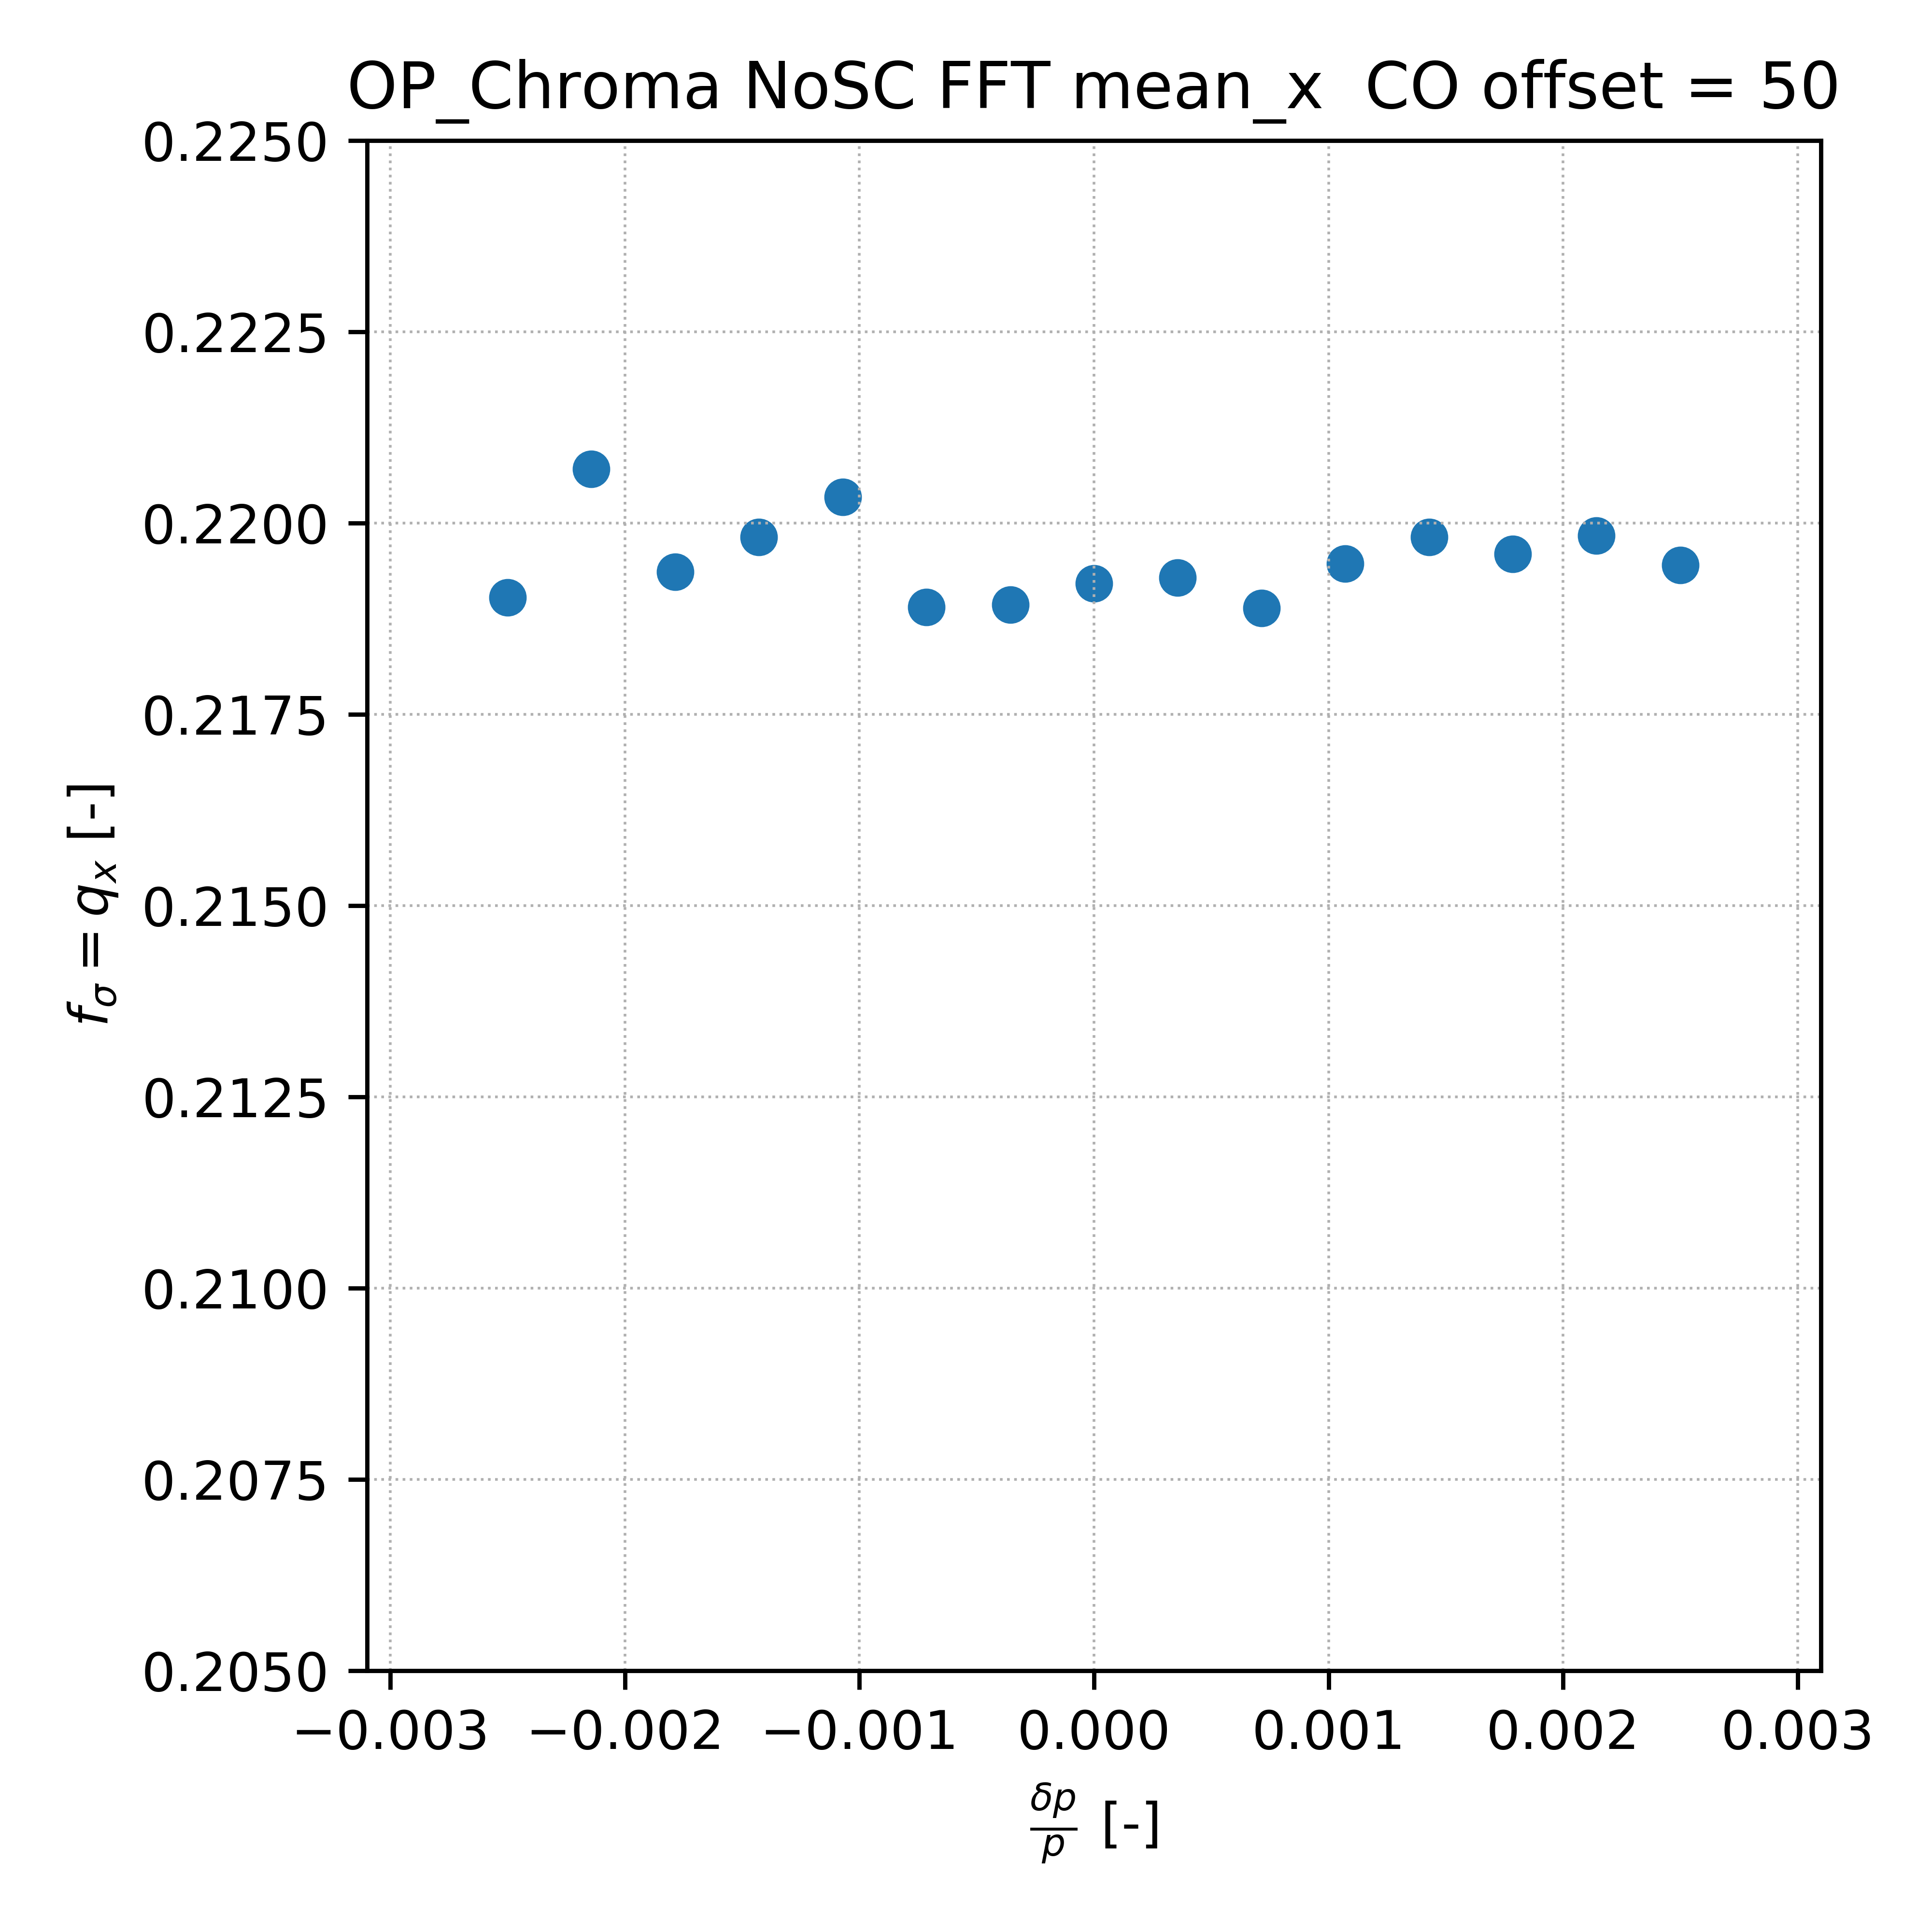 OP_Chroma NoSC FFT mean_x  CO offset = 50
0.2250
0.2225
0.2200
0.2175
0.2150
0.2125
0.2100
0.2075
0.2050
f_σ = q_x [-]
−0.003 −0.002 −0.001 0.000 0.001 0.002 0.003
δp
p [-]